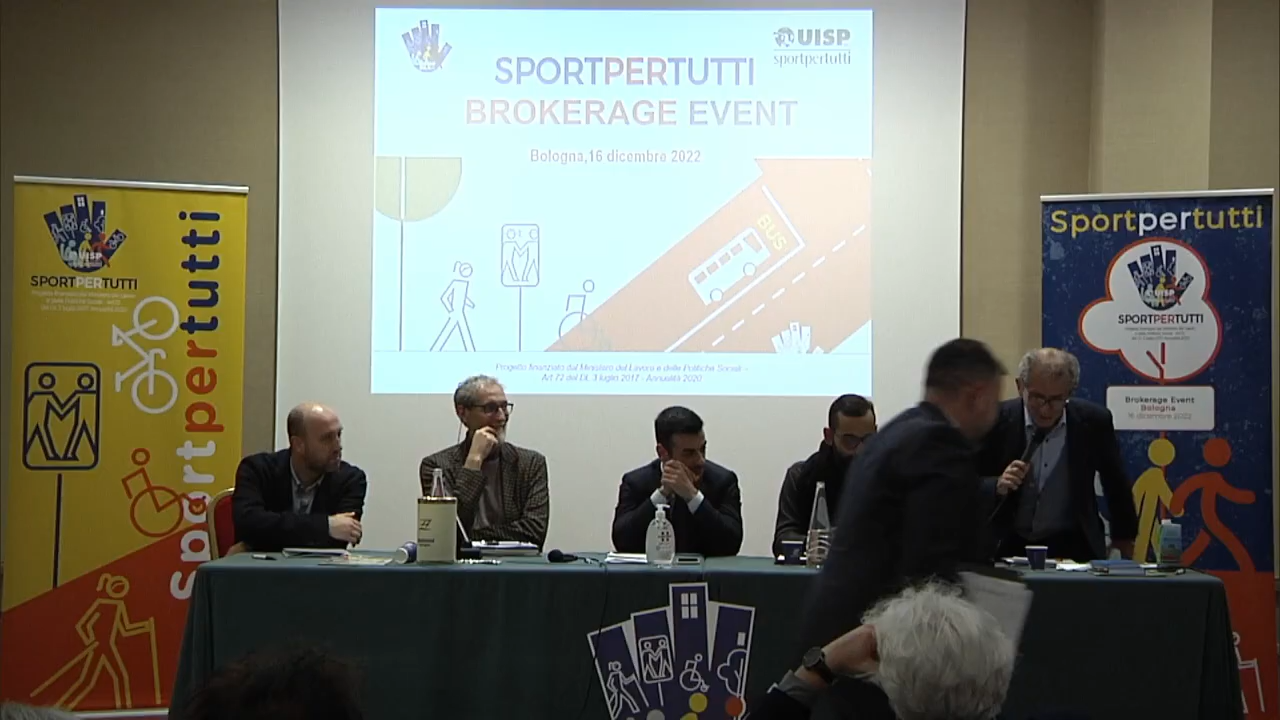 UISP
sportpertutti
SPORTPERTUTTI
BROKERAGE EVENT
Bologna,16 dicembre 2022
BUS
Progetto finanziato dal Ministero del Lavoro e delle Politiche Sociali -
Art 72 del DL 3 luglio 2017 - Annualità 2020
UISP
SPORTPERTUTTI
sportpertutti
Sportpertutti
UISP
SPORTPERTUTTI
Brokerage Event
Bologna
16 dicembre 2022